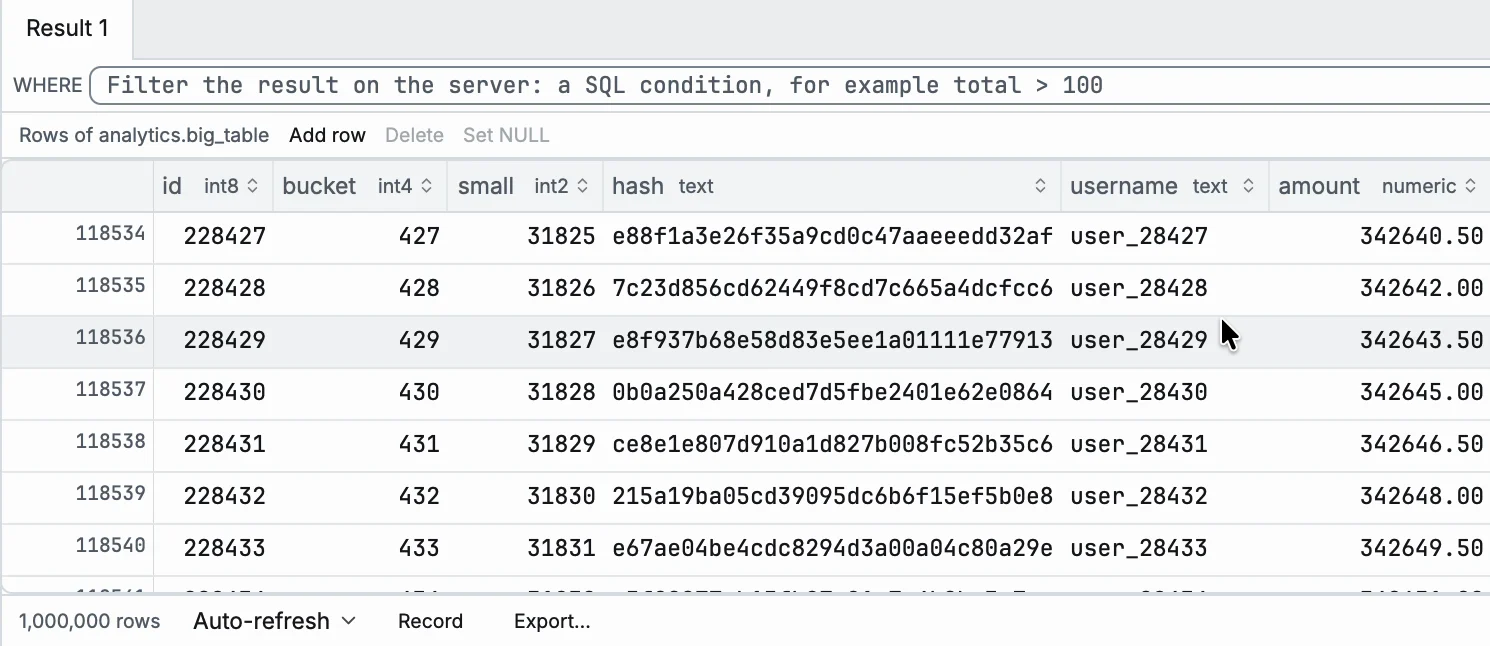 Result 1
WHERE Filter the result on the server: a SQL condition, for example total > 100
Rows of analytics.big_table Add row Delete Set NULL
id int8 bucket int4 small int2 hash text username text amount numeric
118534 228427 427 31825 e88f1a3e26f35a9cd0c47aaeeedd32af user_28427 342640.50
118535 228428 428 31826 7c23d856cd62449f8cd7c665a4dcfcc6 user_28428 342642.00
118536 228429 429 31827 e8f937b68e58d83e5ee1a01111e77913 user_28429 342643.50
118537 228430 430 31828 0b0a250a428ced7d5fbe2401e62e0864 user_28430 342645.00
118538 228431 431 31829 ce8e1e807d910a1d827b008fc52b35c6 user_28431 342646.50
118539 228432 432 31830 215a19ba05cd39095dc6b6f15ef5b0e8 user_28432 342648.00
118540 228433 433 31831 e67ae04be4cdc8294d3a00a04c80a29e user_28433 342649.50
1,000,000 rows Auto-refresh Record Export...